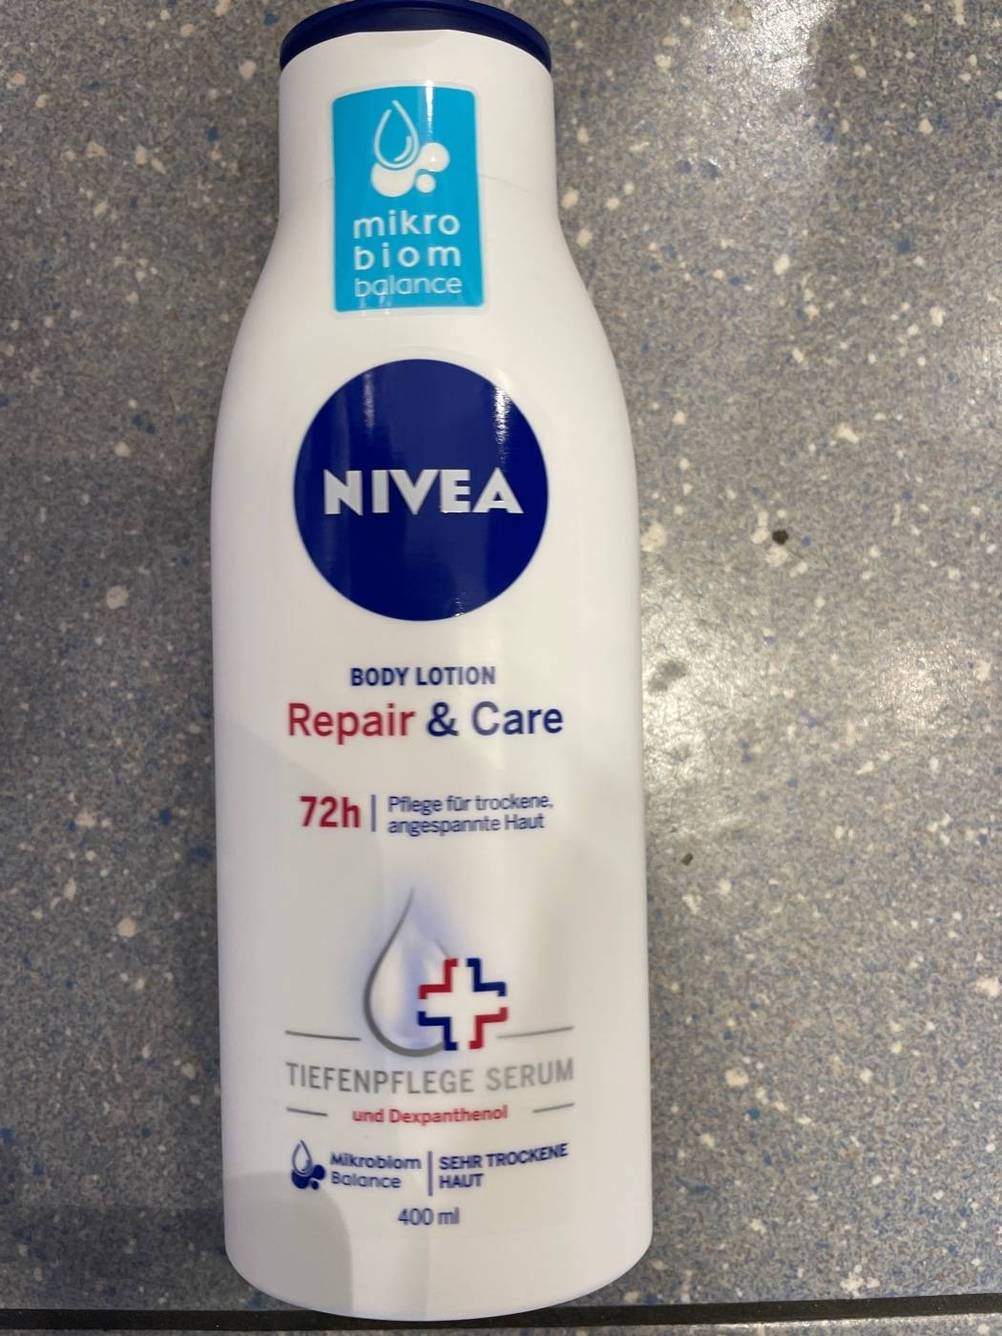 mikro
biom
balance
NIVEA
BODY LOTION
Repair & Care
72h | Pflege für trockene,
angespannte Haut
TIEFENPFLEGE SERUM
und Dexpanthenol
Mikrobiom
Balance
SEHR TROCKENE
HAUT
400 ml